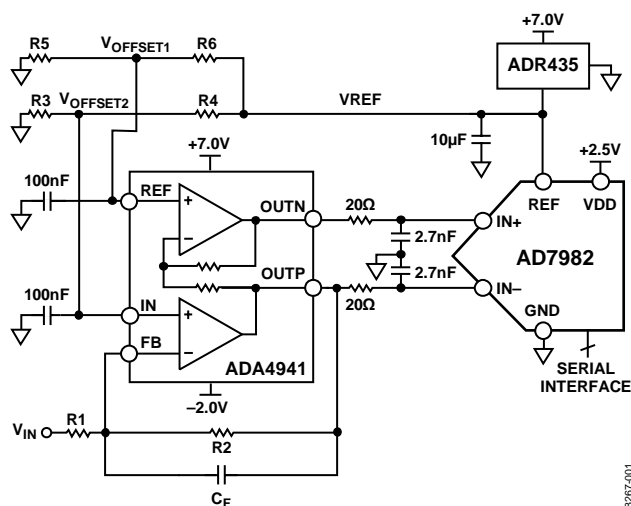 +7.0V
R5
VOFFSET1
R6
ADR435
R3
VOFFSET2
R4
VREF
10µF
+7.0V
+2.5V
100nF
REF
OUTN
20Ω
REF
VDD
+
−
2.7nF
IN+
AD7982
OUTP
2.7nF
IN−
100nF
IN
+
20Ω
GND
FB
−
ADA4941
SERIAL
INTERFACE
−2.0V
VIN
R1
R2
CF